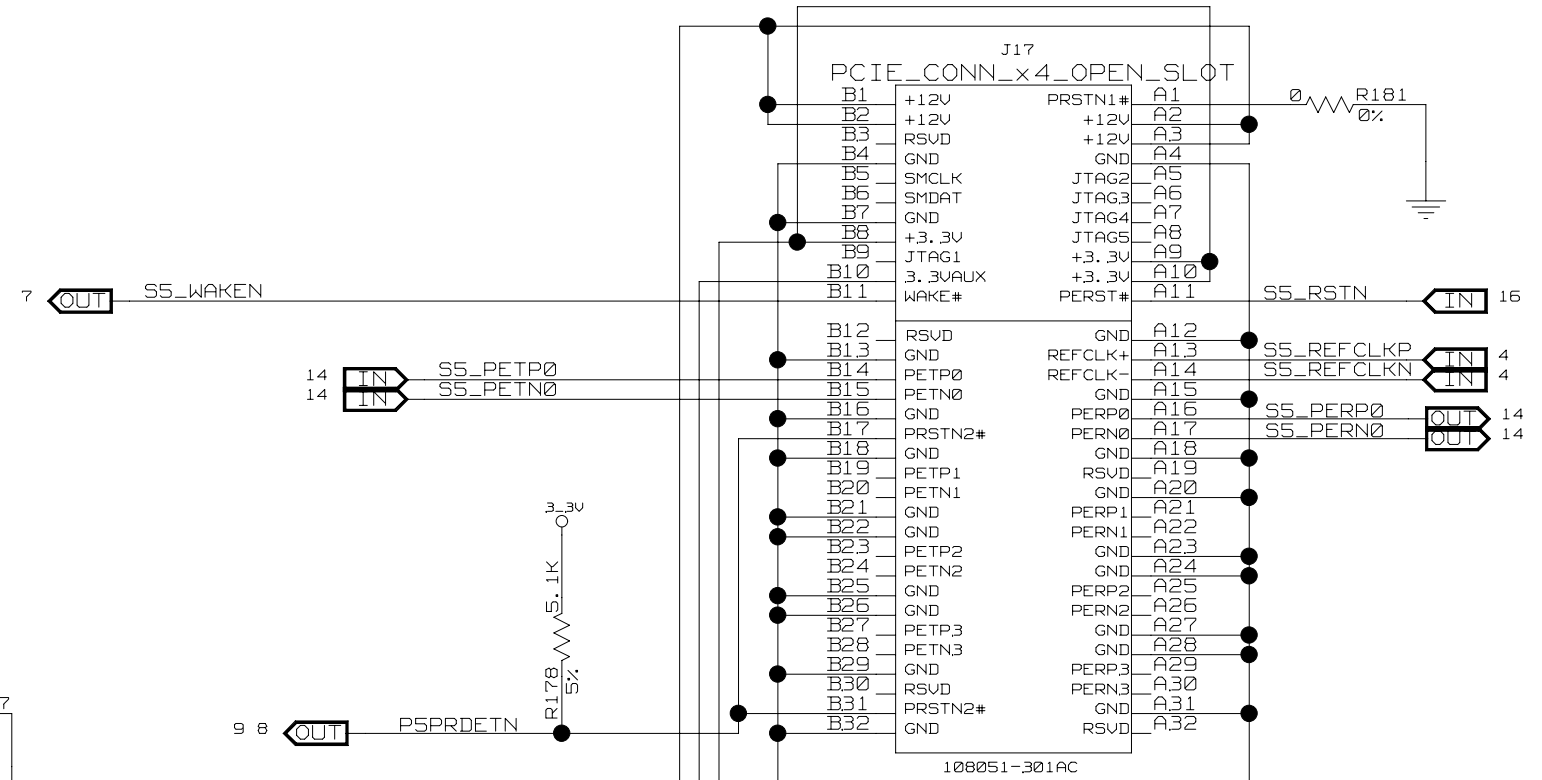 J17
PCIE_CONN_x4_OPEN_SLOT
B1 +12V PRSTN1# A1 0 R181
0%
B2 +12V +12V A2
B3 RSVD +12V A3
B4 GND GND A4
B5 SMCLK JTAG2 A5
B6 SMDAT JTAG3 A6
B7 GND JTAG4 A7
B8 +3.3V JTAG5 A8
B9 JTAG1 +3.3V A9
B10 3.3VAUX +3.3V A10
7 OUT S5_WAKEN B11 WAKE# PERST# A11 S5_RSTN IN 16
B12 RSVD GND A12
B13 GND REFCLK+ A13 S5_REFCLKP IN 4
14 IN S5_PETP0 B14 PETP0 REFCLK- A14 S5_REFCLKN IN 4
14 IN S5_PETN0 B15 PETN0 GND A15
B16 GND PERP0 A16 S5_PERP0 OUT 14
B17 PRSTN2# PERN0 A17 S5_PERN0 OUT 14
B18 GND GND A18
B19 PETP1 RSVD A19
B20 PETN1 GND A20
3_3V
B21 GND PERP1 A21
B22 GND PERN1 A22
B23 PETP2 GND A23
B24 PETN2 GND A24
5.1K
B25 GND PERP2 A25
B26 GND PERN2 A26
B27 PETP3 GND A27
B28 PETN3 GND A28
R178
5%
B29 GND PERP3 A29
B30 RSVD PERN3 A30
7
B31 PRSTN2# GND A31
9 8 OUT P5PRDETN B32 GND RSVD A32
108051-301AC